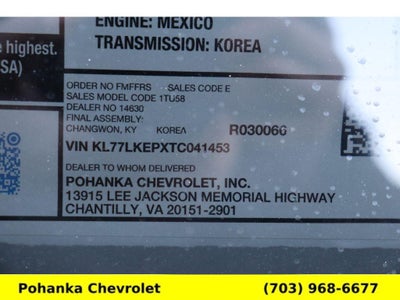 ENGINE: MEXICO
TRANSMISSION: KOREA
e highest.
SA)
ORDER NO FMFFRS SALES CODE E
SALES MODEL CODE 1TU58
DEALER NO 14630
FINAL ASSEMBLY:
CHANGWON, KY KOREA R030066
VIN KL77LKEPXTC041453
DEALER TO WHOM DELIVERED
POHANKA CHEVROLET, INC.
13915 LEE JACKSON MEMORIAL HIGHWAY
CHANTILLY, VA 20151-2901
Pohanka Chevrolet (703) 968-6677